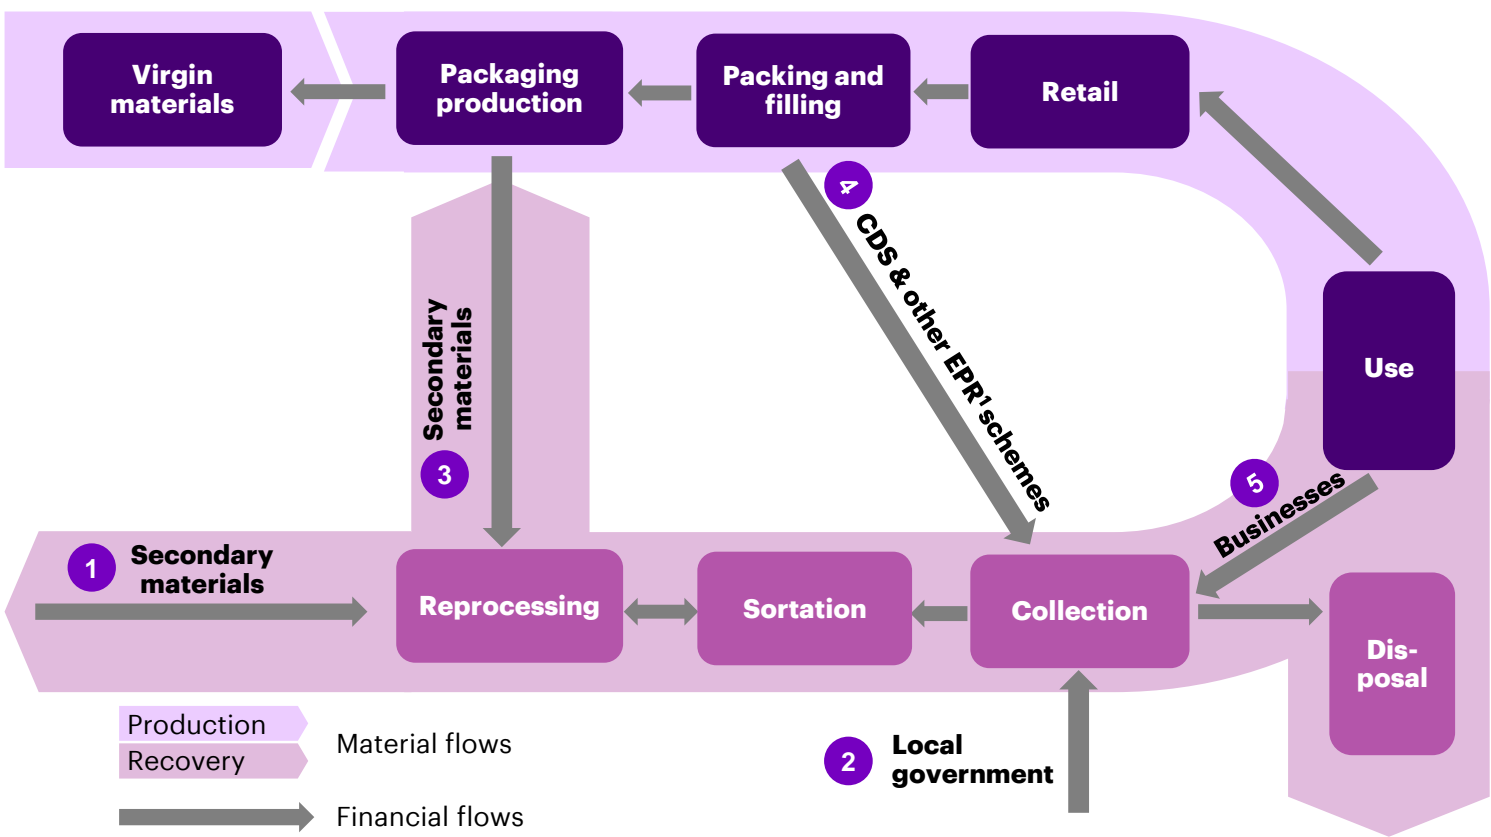 Virgin
materials
Packaging
production
Packing and
filling
Retail
4
CDS & other EPR¹ schemes
Use
Secondary
materials
3
5
Businesses
1
Secondary
materials
Reprocessing
Sortation
Collection
Dis-
posal
2
Local
government
Production
Recovery
Material flows
Financial flows